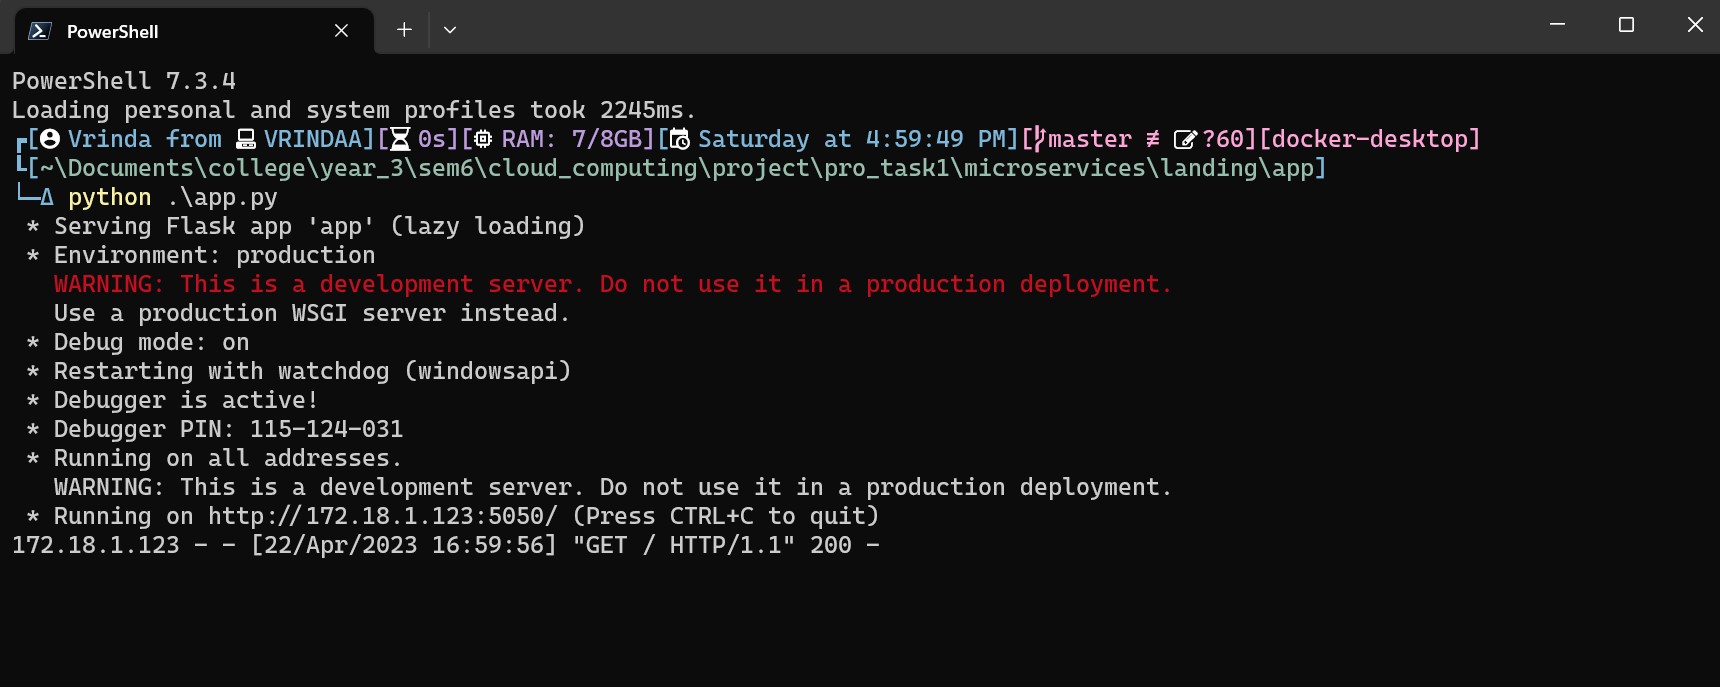 PowerShell
PowerShell 7.3.4
Loading personal and system profiles took 2245ms.
┏[Vrinda from VRINDAA][0s][RAM: 7/8GB][Saturday at 4:59:49 PM][master ≢ ?60][docker-desktop]
┖[~\Documents\college\year_3\sem6\cloud_computing\project\pro_task1\microservices\landing\app]
└─Δ python .\app.py
* Serving Flask app 'app' (lazy loading)
* Environment: production
WARNING: This is a development server. Do not use it in a production deployment.
Use a production WSGI server instead.
* Debug mode: on
* Restarting with watchdog (windowsapi)
* Debugger is active!
* Debugger PIN: 115-124-031
* Running on all addresses.
WARNING: This is a development server. Do not use it in a production deployment.
* Running on http://172.18.1.123:5050/ (Press CTRL+C to quit)
172.18.1.123 - - [22/Apr/2023 16:59:56] "GET / HTTP/1.1" 200 -